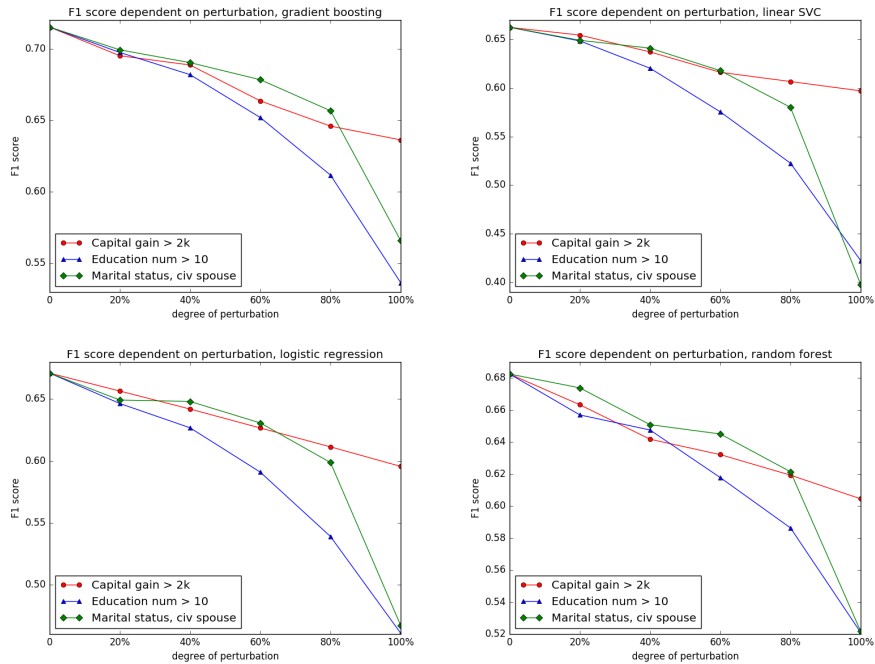 F1 score dependent on perturbation, gradient boosting
0.70
0.65
0.60
0.55
F1 score
Capital gain > 2k
Education num > 10
Marital status, civ spouse
0 20% 40% 60% 80% 100%
degree of perturbation
F1 score dependent on perturbation, linear SVC
0.65
0.60
0.55
0.50
0.45
0.40
F1 score
Capital gain > 2k
Education num > 10
Marital status, civ spouse
0 20% 40% 60% 80% 100%
degree of perturbation
F1 score dependent on perturbation, logistic regression
0.65
0.60
0.55
0.50
F1 score
Capital gain > 2k
Education num > 10
Marital status, civ spouse
0 20% 40% 60% 80% 100%
degree of perturbation
F1 score dependent on perturbation, random forest
0.68
0.66
0.64
0.62
0.60
0.58
0.56
0.54
0.52
F1 score
Capital gain > 2k
Education num > 10
Marital status, civ spouse
0 20% 40% 60% 80% 100%
degree of perturbation